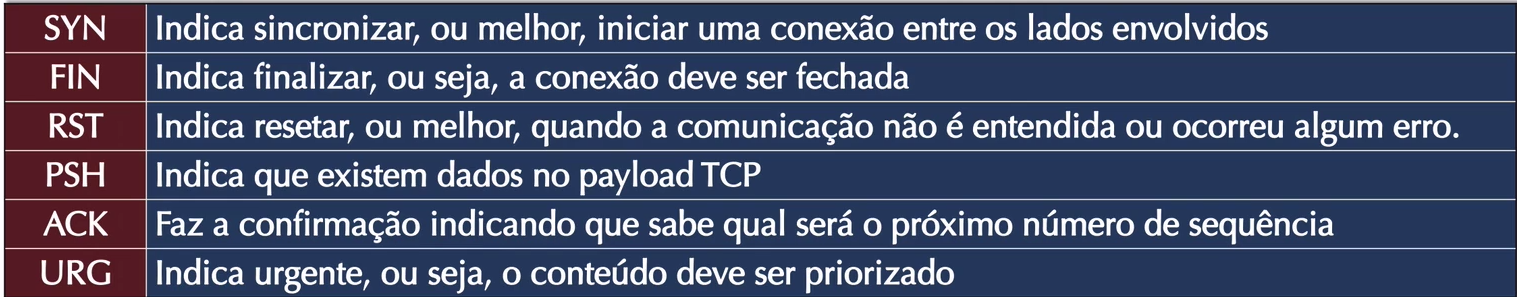 SYN Indica sincronizar, ou melhor, iniciar uma conexão entre os lados envolvidos
FIN Indica finalizar, ou seja, a conexão deve ser fechada
RST Indica resetar, ou melhor, quando a comunicação não é entendida ou ocorreu algum erro.
PSH Indica que existem dados no payload TCP
ACK Faz a confirmação indicando que sabe qual será o próximo número de sequência
URG Indica urgente, ou seja, o conteúdo deve ser priorizado